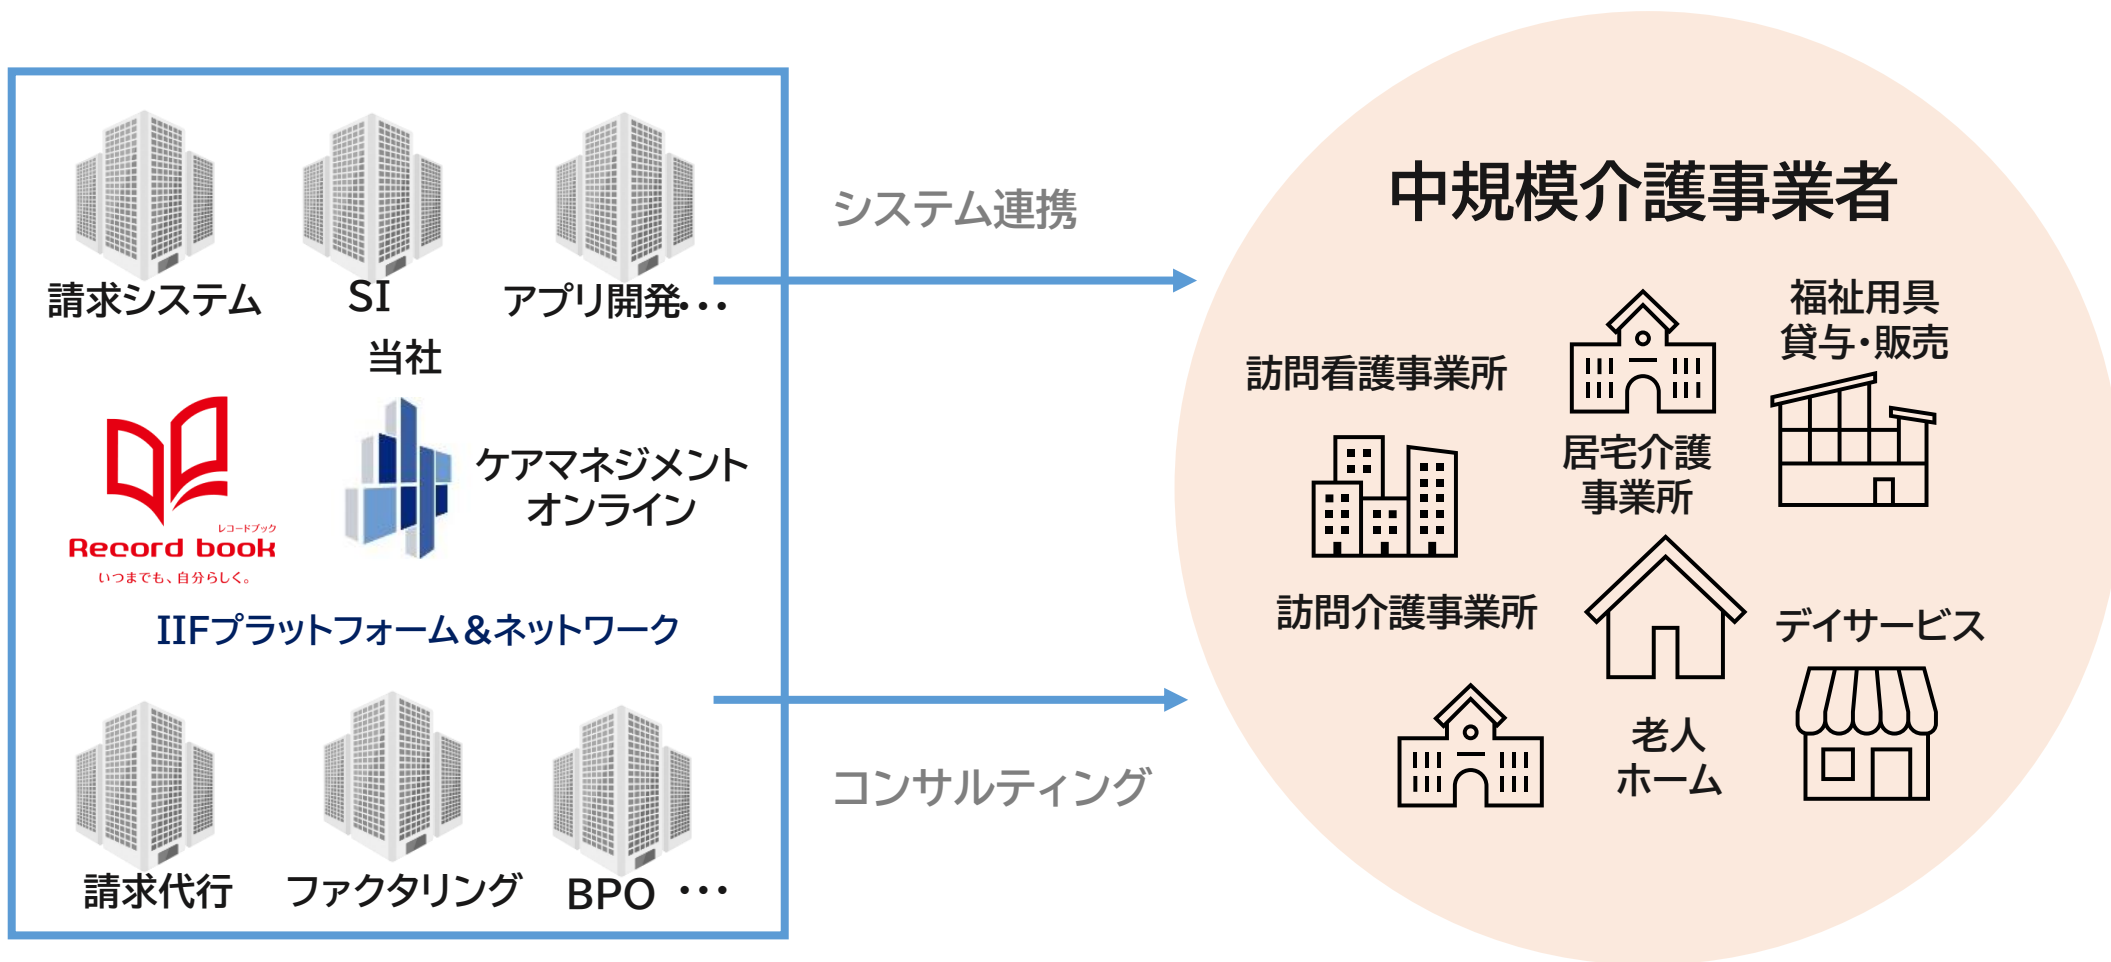 請求システム
SI
アプリ開発・・・
当社
レコードブック
Record book
いつまでも、自分らしく。
ケアマネジメント
オンライン
IIFプラットフォーム＆ネットワーク
請求代行
ファクタリング
BPO ・・・
システム連携
コンサルティング
中規模介護事業者
訪問看護事業所
居宅介護
事業所
福祉用具
貸与・販売
訪問介護事業所
老人
ホーム
デイサービス